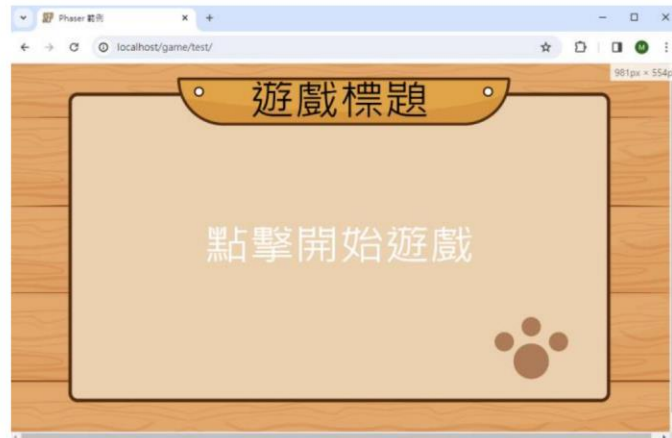 Phaser 範例
localhost/game/test/
M
981px × 554p
遊戲標題
點擊開始遊戲